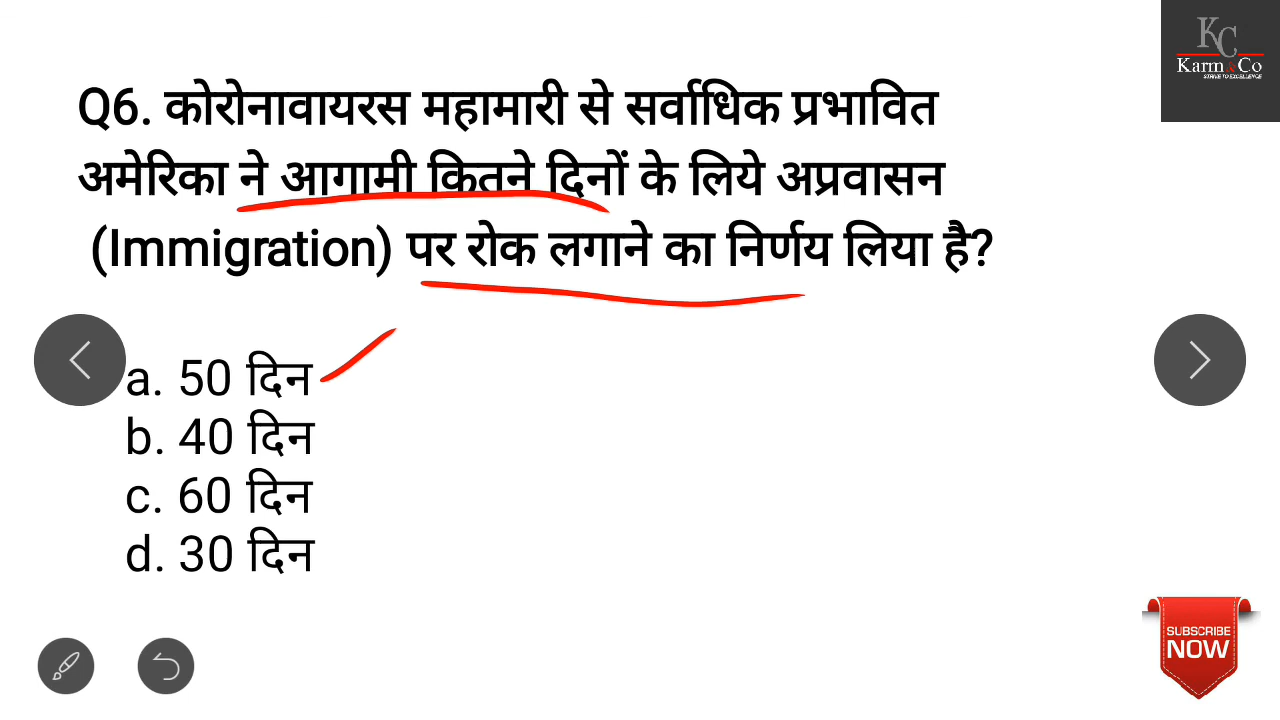 KC
Karm&Co
STRIVE TO EXCELLENCE
Q6. कोरोनावायरस महामारी से सर्वाधिक प्रभावित
अमेरिका ने आगामी कितने दिनों के लिये अप्रवासन
(Immigration) पर रोक लगाने का निर्णय लिया है?
a. 50 दिन
b. 40 दिन
c. 60 दिन
d. 30 दिन
SUBSCRIBE
NOW